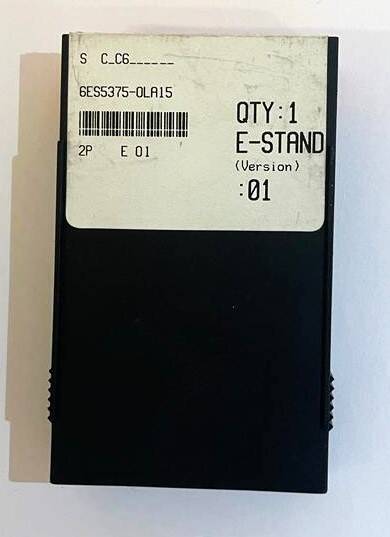 S C_C6______
6ES5375-0LA15
QTY:1
E-STAND
(Version)
:01
2P E 01